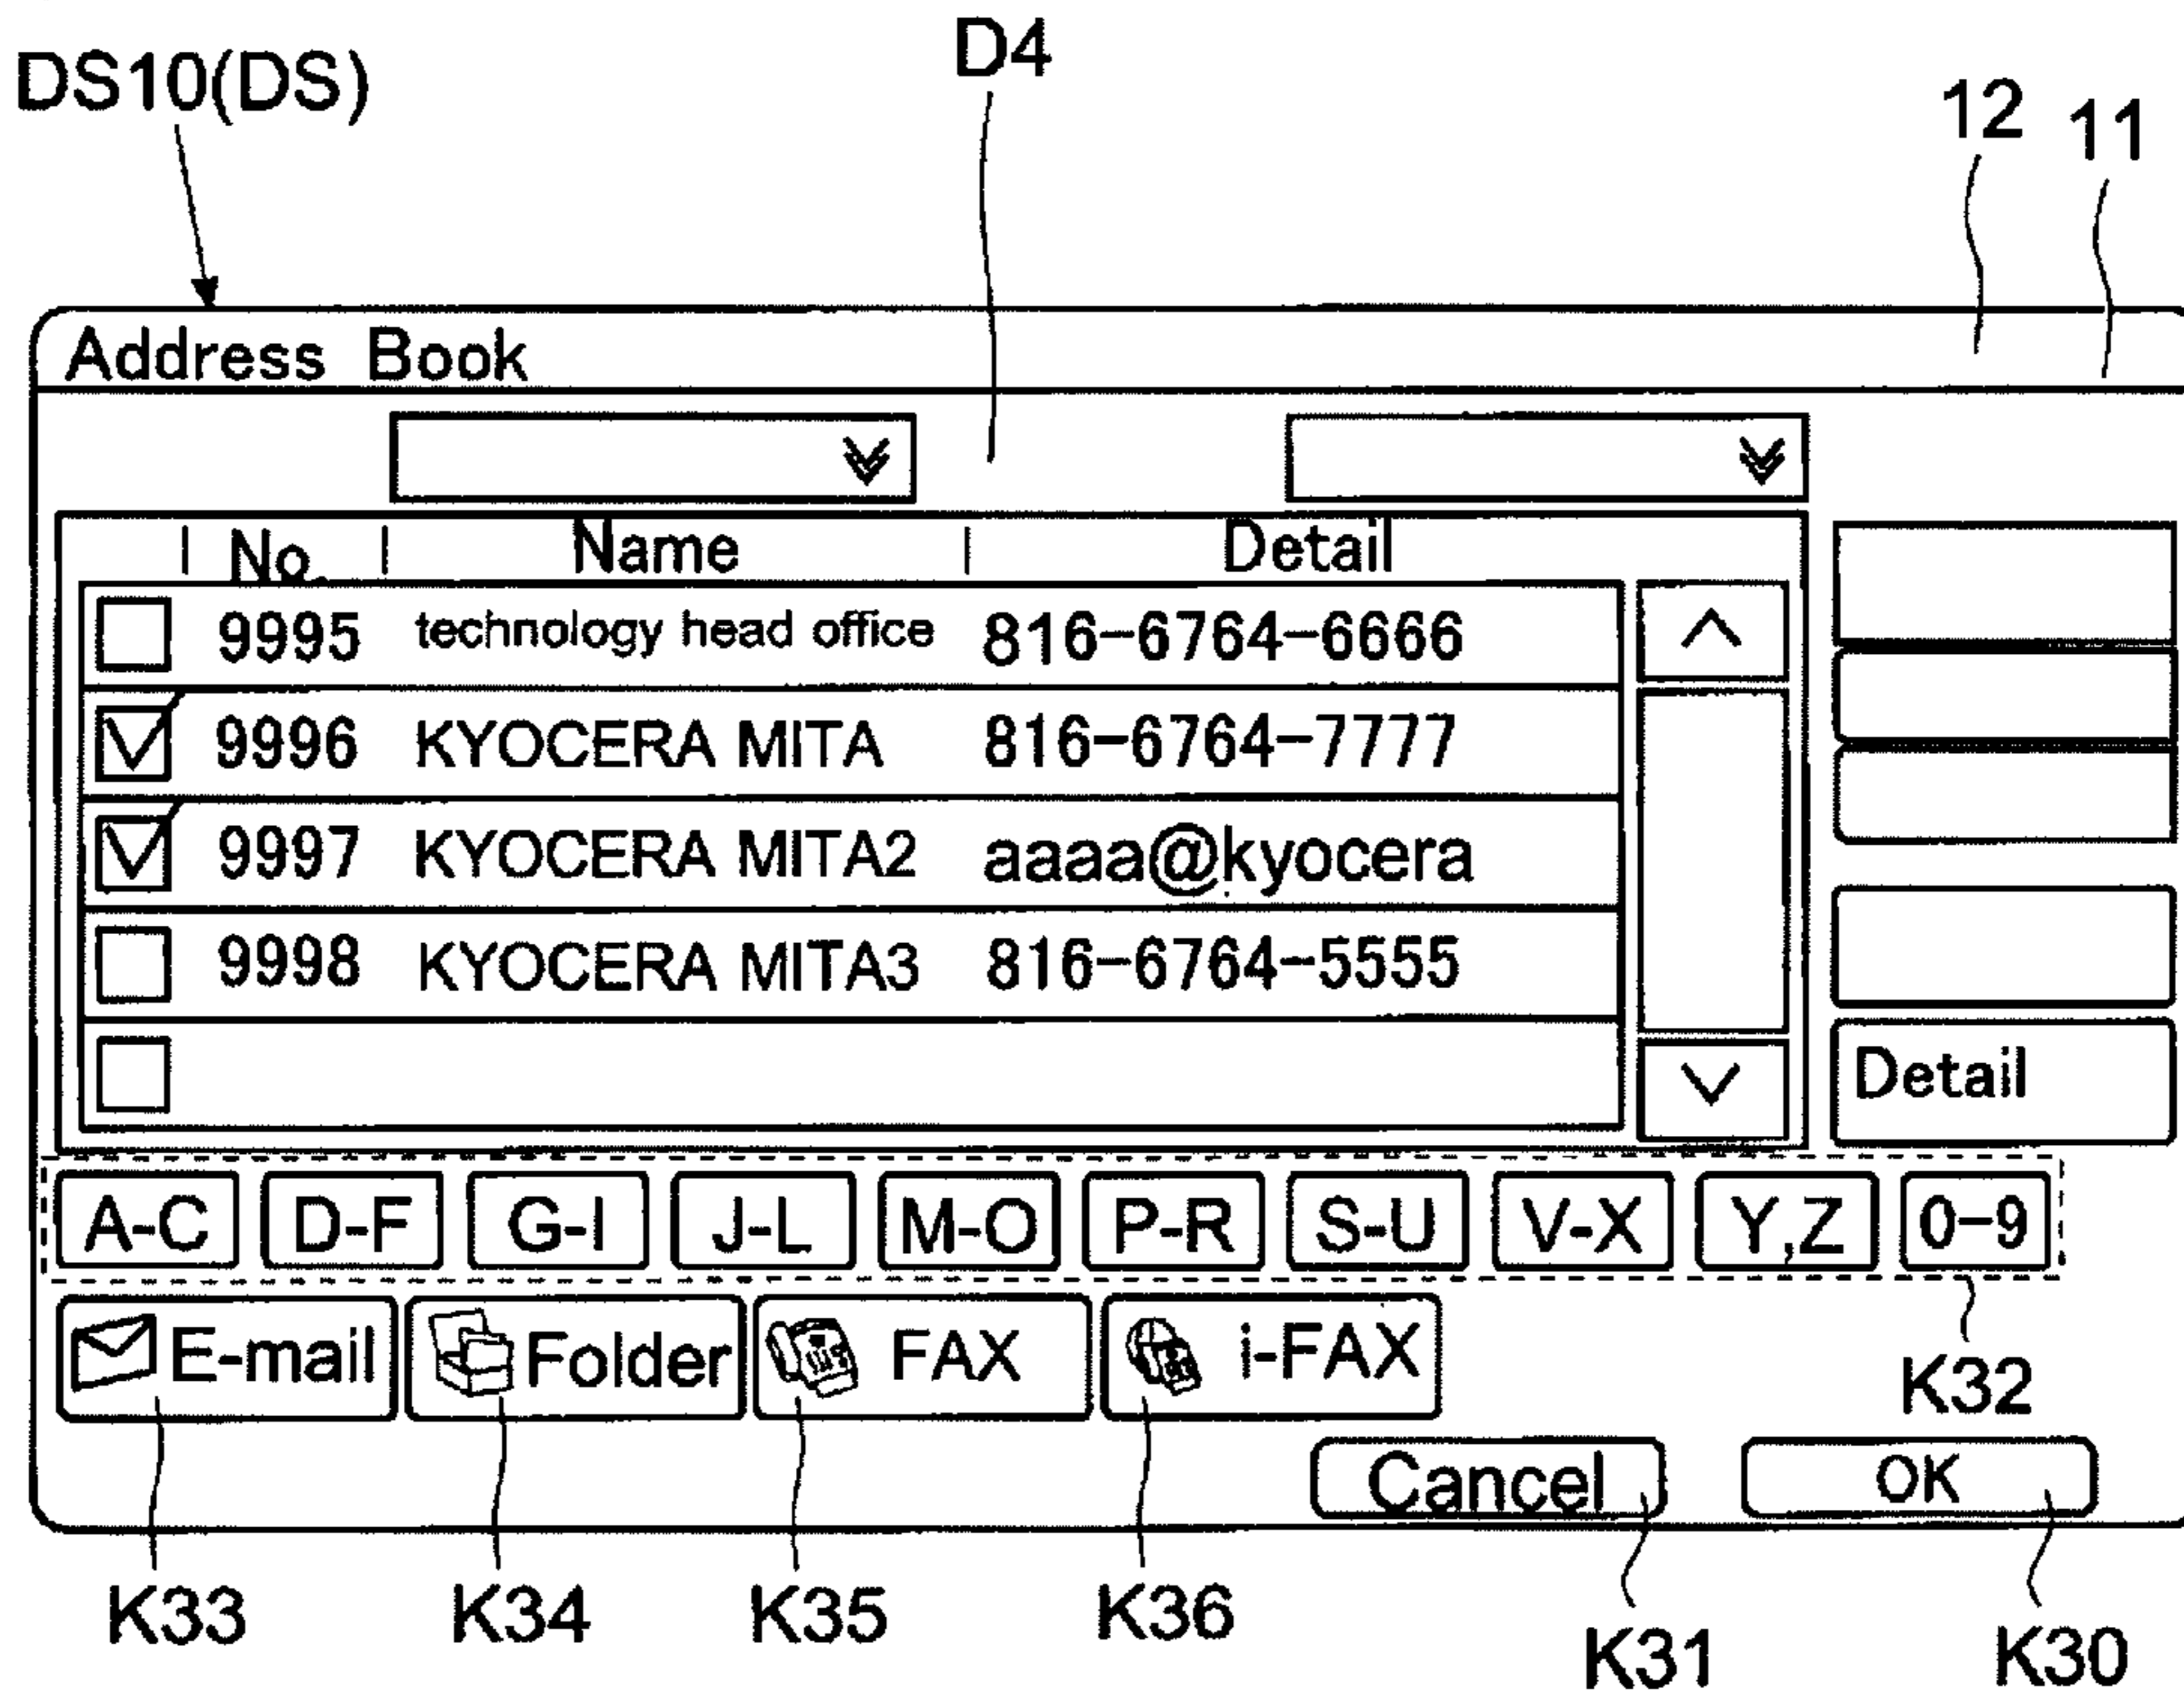 D4
DS10(DS)
12 11
Address Book
No. Name Detail
9995 technology head office 816-6764-6666
9996 KYOCERA MITA 816-6764-7777
9997 KYOCERA MITA2 aaaa@kyocera
9998 KYOCERA MITA3 816-6764-5555
Detail
A-C D-F G-I J-L M-O P-R S-U V-X Y,Z 0-9
E-mail Folder FAX i-FAX
K32
Cancel OK
K33 K34 K35 K36
K31 K30